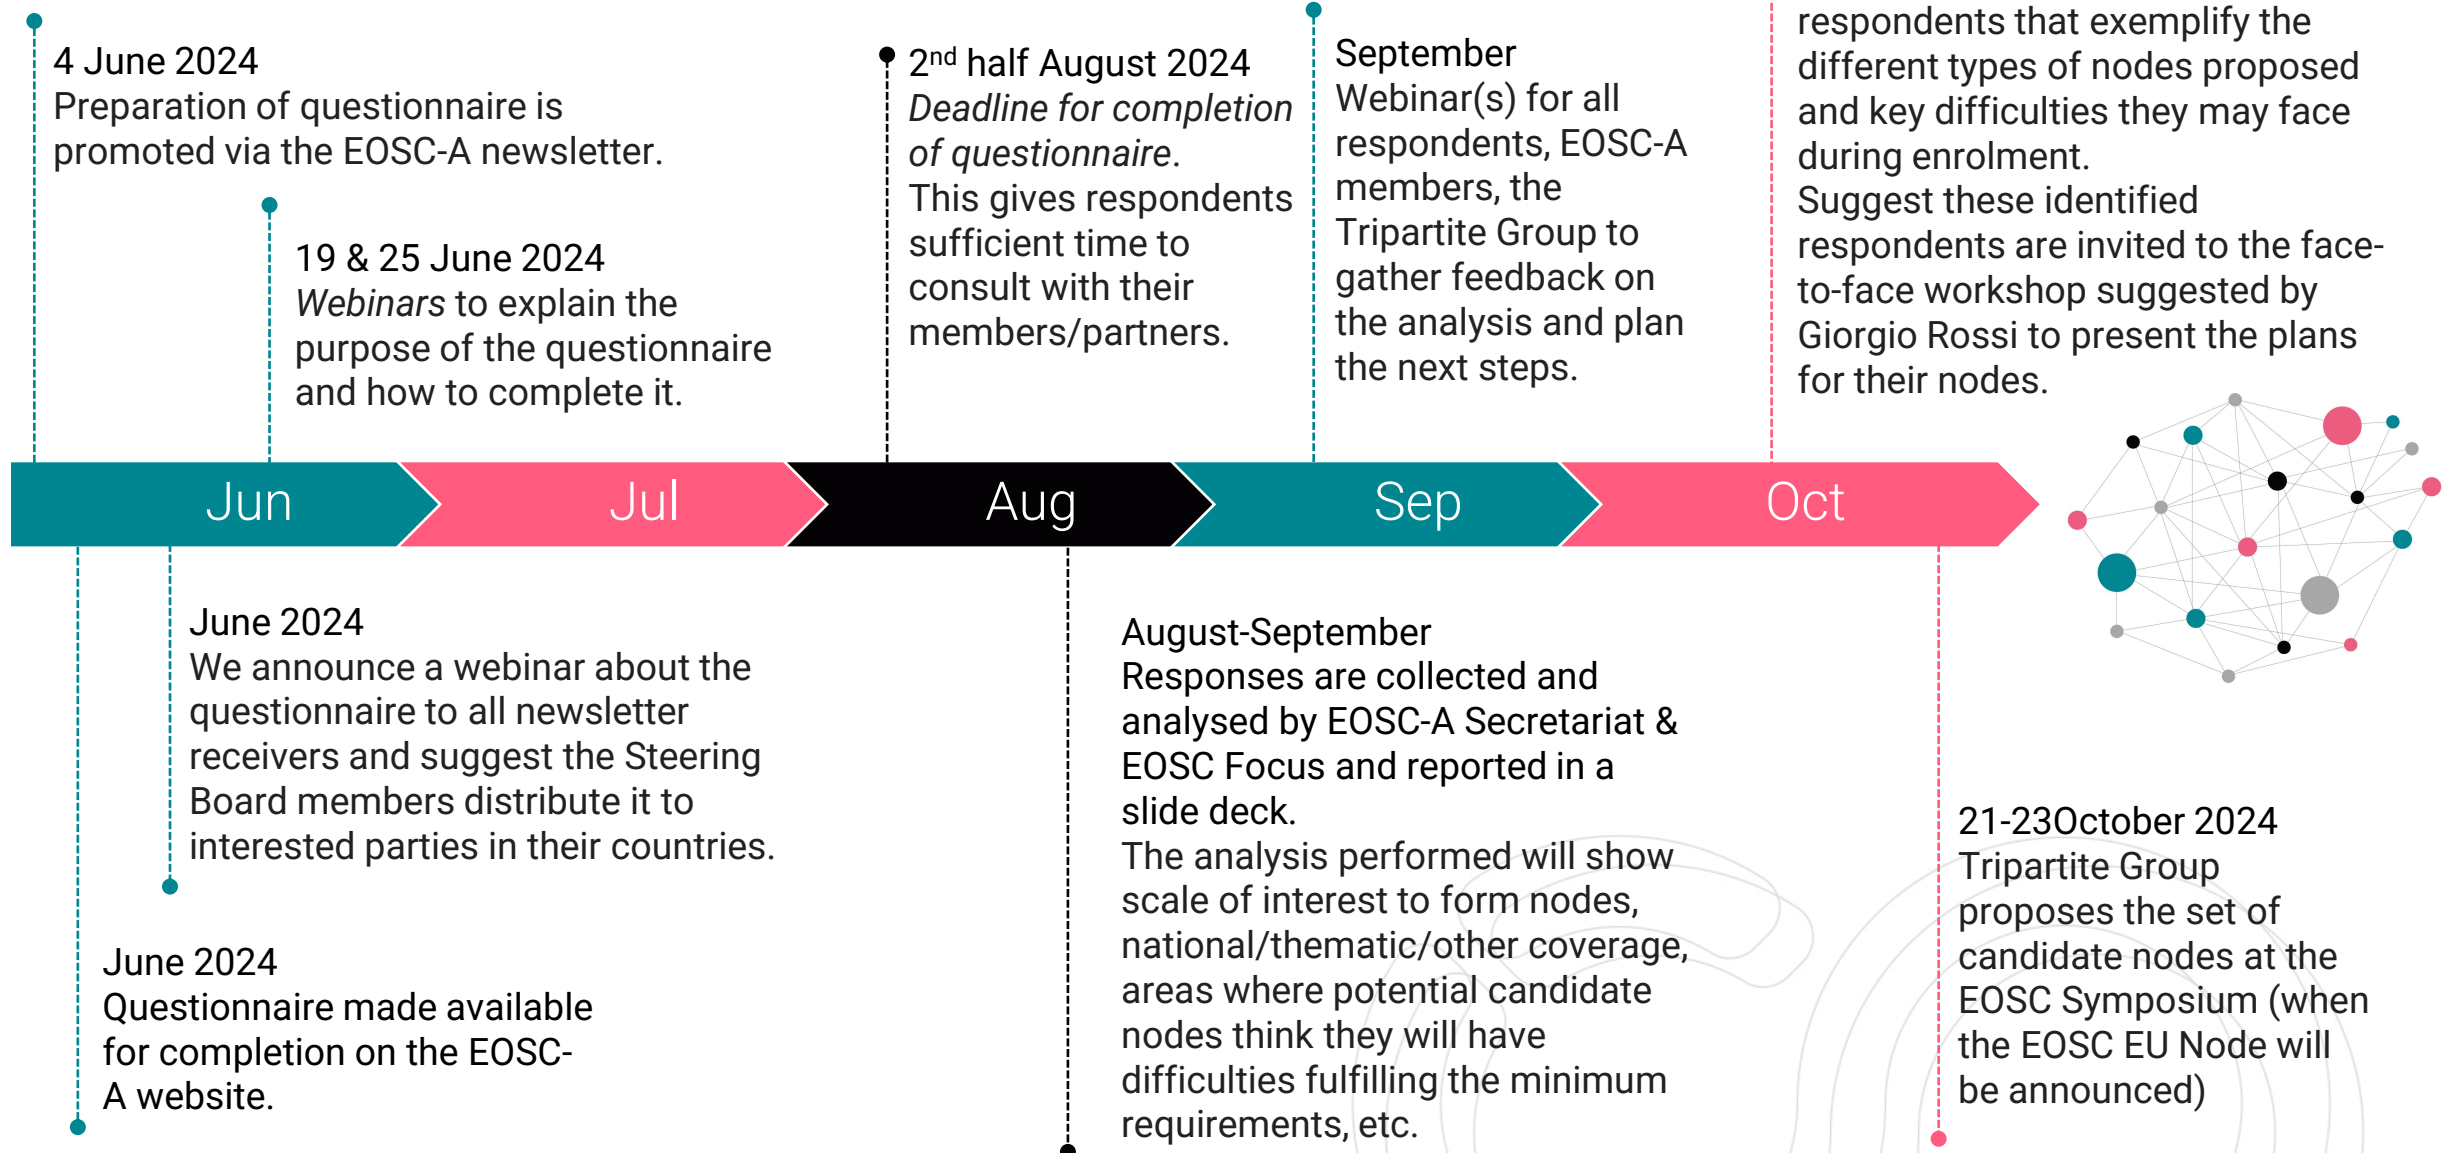 4 June 2024
Preparation of questionnaire is
promoted via the EOSC-A newsletter.
19 & 25 June 2024
Webinars to explain the
purpose of the questionnaire
and how to complete it.
2nd half August 2024
Deadline for completion
of questionnaire.
This gives respondents
sufficient time to
consult with their
members/partners.
September
Webinar(s) for all
respondents, EOSC-A
members, the
Tripartite Group to
gather feedback on
the analysis and plan
the next steps.
respondents that exemplify the
different types of nodes proposed
and key difficulties they may face
during enrolment.
Suggest these identified
respondents are invited to the face-
to-face workshop suggested by
Giorgio Rossi to present the plans
for their nodes.
Jun
Jul
Aug
Sep
Oct
June 2024
We announce a webinar about the
questionnaire to all newsletter
receivers and suggest the Steering
Board members distribute it to
interested parties in their countries.
June 2024
Questionnaire made available
for completion on the EOSC-
A website.
August-September
Responses are collected and
analysed by EOSC-A Secretariat &
EOSC Focus and reported in a
slide deck.
The analysis performed will show
scale of interest to form nodes,
national/thematic/other coverage,
areas where potential candidate
nodes think they will have
difficulties fulfilling the minimum
requirements, etc.
21-23October 2024
Tripartite Group
proposes the set of
candidate nodes at the
EOSC Symposium (when
the EOSC EU Node will
be announced)